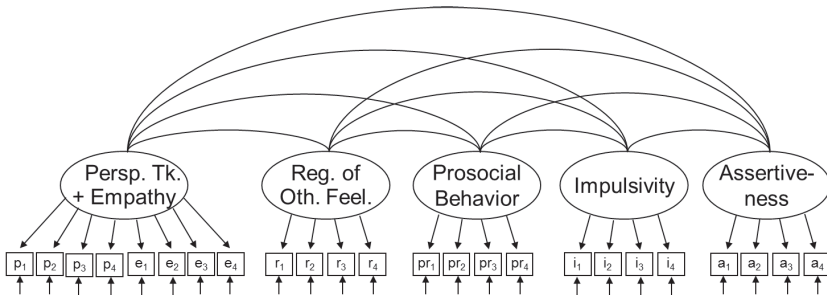 Persp. Tk.
+ Empathy
Reg. of
Oth. Feel.
Prosocial
Behavior
Impulsivity
Assertive-
ness
p₁ p₂ p₃ p₄ e₁ e₂ e₃ e₄ r₁ r₂ r₃ r₄ pr₁ pr₂ pr₃ pr₄ i₁ i₂ i₃ i₄ a₁ a₂ a₃ a₄